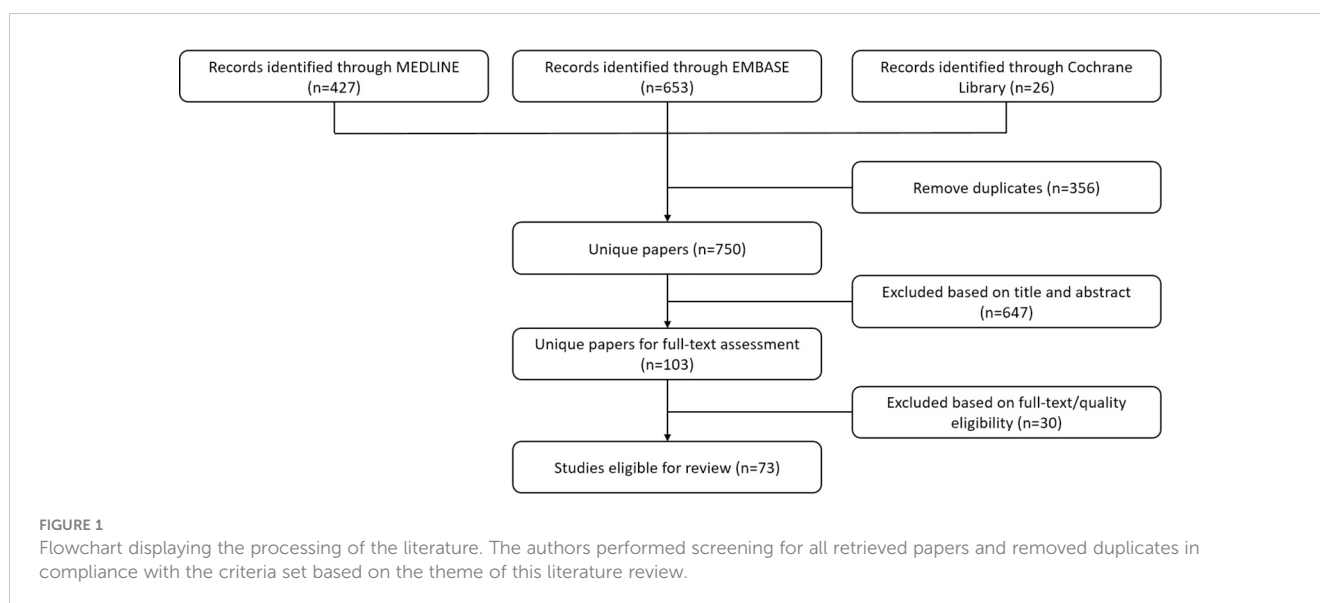 Records identified through MEDLINE
(n=427)
Records identified through EMBASE
(n=653)
Records identified through Cochrane
Library (n=26)
Remove duplicates (n=356)
Unique papers (n=750)
Excluded based on title and abstract
(n=647)
Unique papers for full-text assessment
(n=103)
Excluded based on full-text/quality
eligibility (n=30)
Studies eligible for review (n=73)
FIGURE 1
Flowchart displaying the processing of the literature. The authors performed screening for all retrieved papers and removed duplicates in
compliance with the criteria set based on the theme of this literature review.